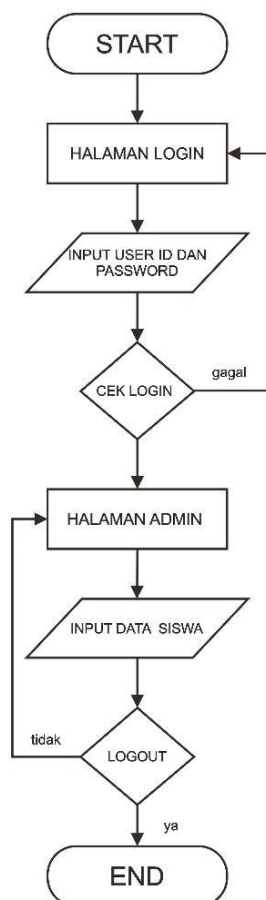 START
HALAMAN LOGIN
INPUT USER ID DAN
PASSWORD
CEK LOGIN
gagal
HALAMAN ADMIN
INPUT DATA SISWA
tidak
LOGOUT
ya
END